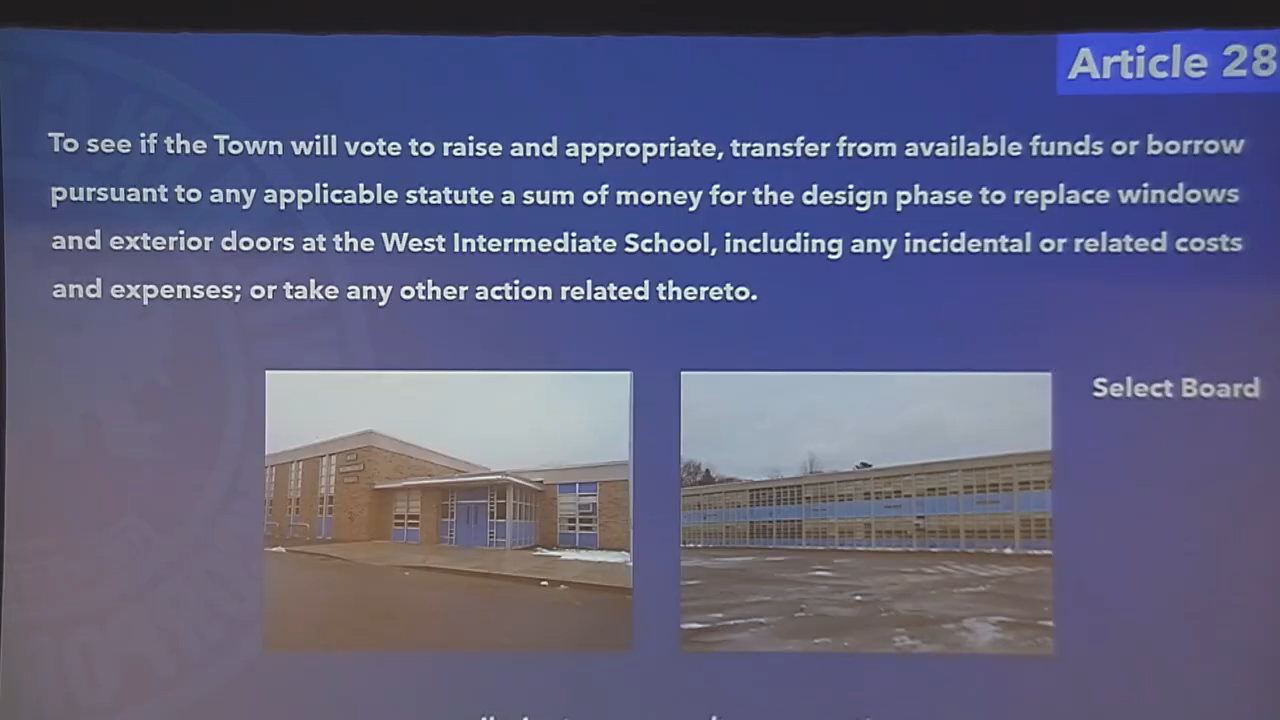 Article 28
To see if the Town will vote to raise and appropriate, transfer from available funds or borrow
pursuant to any applicable statute a sum of money for the design phase to replace windows
and exterior doors at the West Intermediate School, including any incidental or related costs
and expenses; or take any other action related thereto.
Select Board